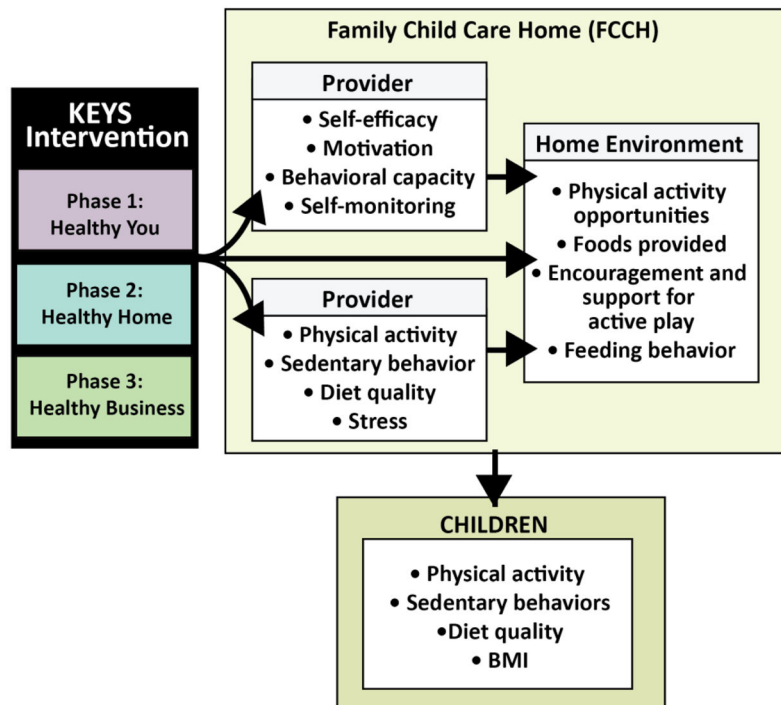 Family Child Care Home (FCCH)
KEYS
Intervention
Phase 1:
Healthy You
Phase 2:
Healthy Home
Phase 3:
Healthy Business
Provider
• Self-efficacy
• Motivation
• Behavioral capacity
• Self-monitoring
Provider
• Physical activity
• Sedentary behavior
• Diet quality
• Stress
Home Environment
• Physical activity
opportunities
• Foods provided
• Encouragement and
support for
active play
• Feeding behavior
CHILDREN
• Physical activity
• Sedentary behaviors
•Diet quality
• BMI